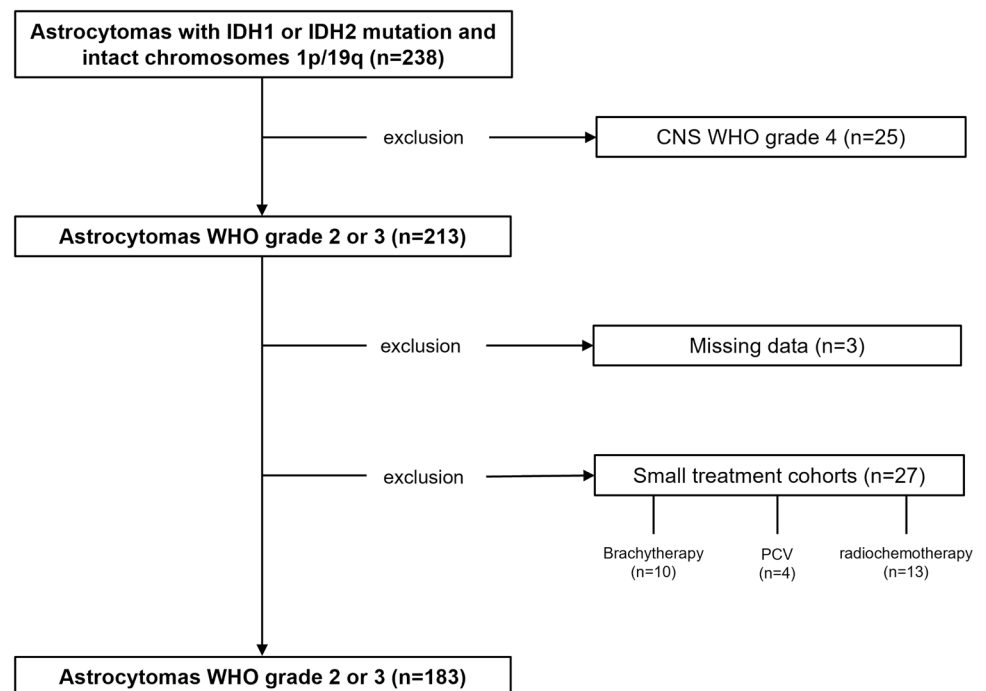 Astrocytomas with IDH1 or IDH2 mutation and
intact chromosomes 1p/19q (n=238)
exclusion
CNS WHO grade 4 (n=25)
Astrocytomas WHO grade 2 or 3 (n=213)
exclusion
Missing data (n=3)
exclusion
Small treatment cohorts (n=27)
Brachytherapy
(n=10)
PCV
(n=4)
radiochemotherapy
(n=13)
Astrocytomas WHO grade 2 or 3 (n=183)